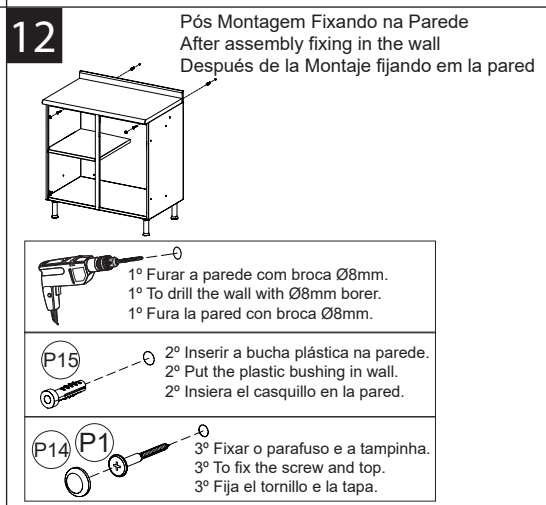 12
Pós Montagem Fixando na Parede
After assembly fixing in the wall
Después de la Montaje fijando em la pared
1º Furar a parede com broca Ø8mm.
1º To drill the wall with Ø8mm borer.
1º Fura la pared con broca Ø8mm.
P15
2º Inserir a bucha plástica na parede.
2º Put the plastic bushing in wall.
2º Insiera el casquillo en la pared.
P14 P1
3º Fixar o parafuso e a tampinha.
3º To fix the screw and top.
3º Fija el tornillo e la tapa.